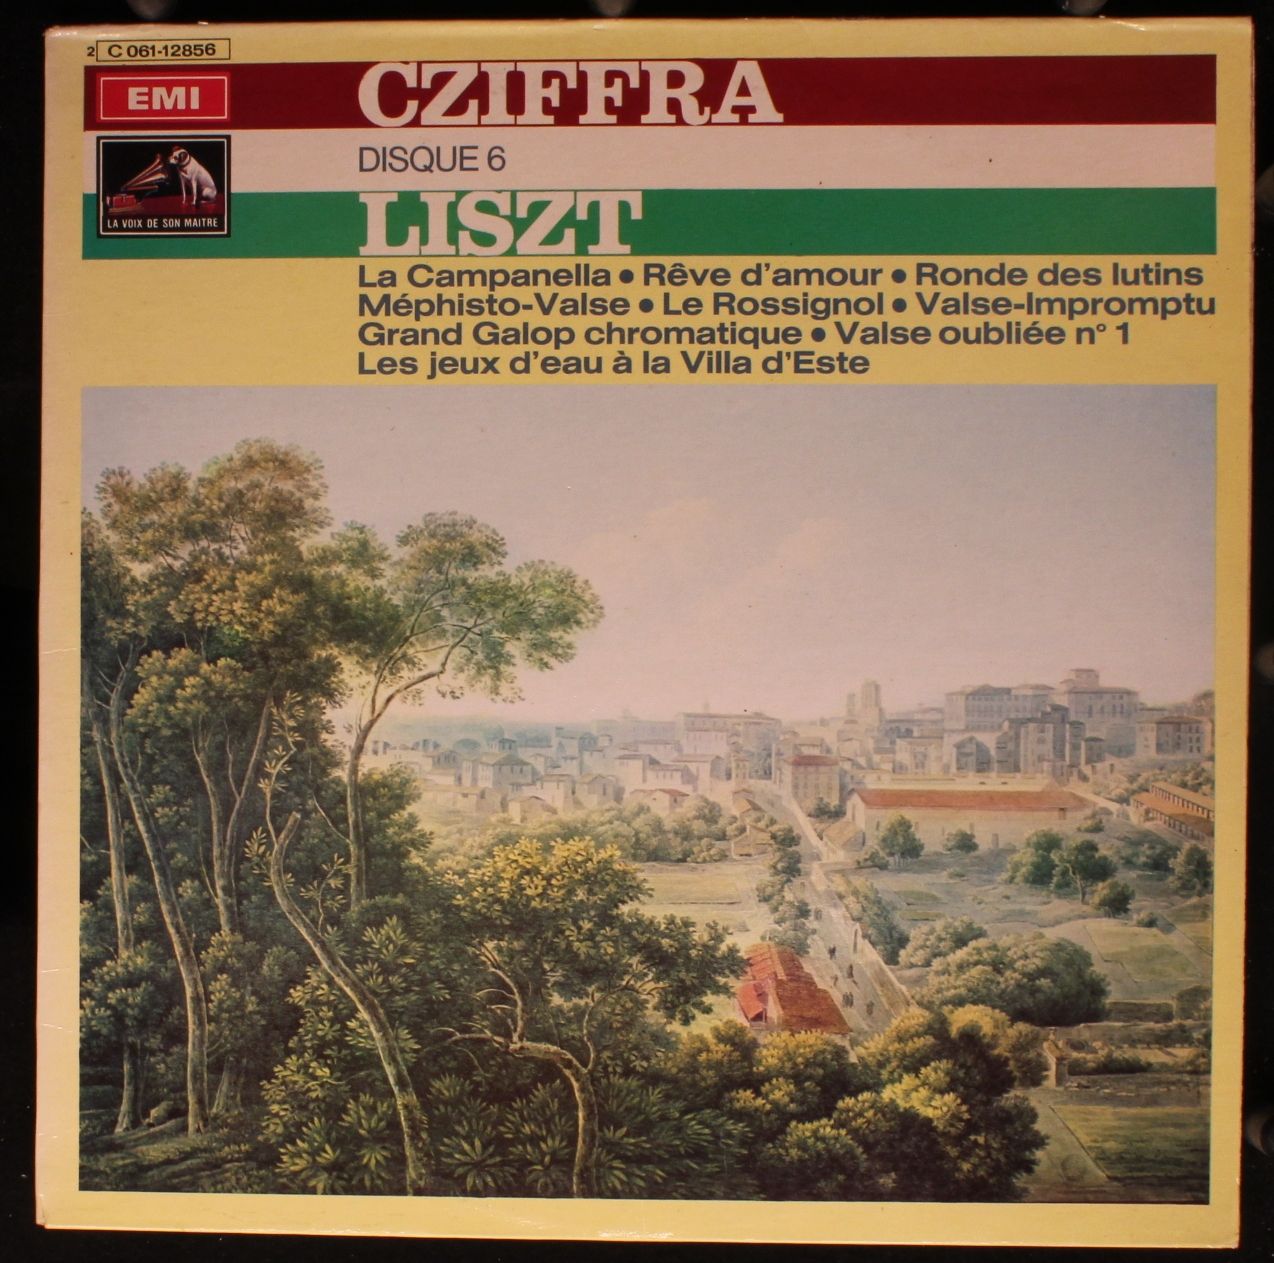 2 C 061-12856
EMI
CZIFFRA
DISQUE 6
LA VOIX DE SON MAITRE
LISZT
La Campanella • Rêve d'amour • Ronde des lutins
Méphisto-Valse • Le Rossignol • Valse-Impromptu
Grand Galop chromatique • Valse oubliée n° 1
Les jeux d'eau à la Villa d'Este